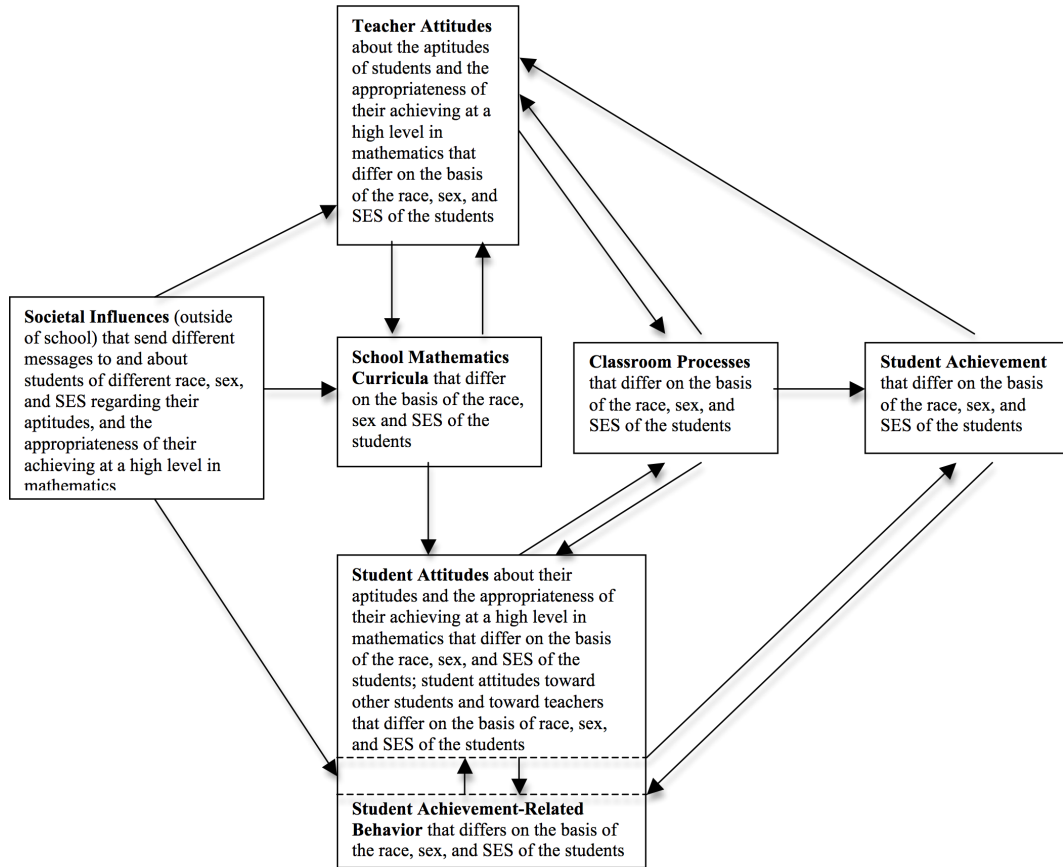 Teacher Attitudes
about the aptitudes
of students and the
appropriateness of
their achieving at a
high level in
mathematics that
differ on the basis
of the race, sex, and
SES of the students
Societal Influences (outside
of school) that send different
messages to and about
students of different race, sex,
and SES regarding their
aptitudes, and the
appropriateness of their
achieving at a high level in
mathematics
School Mathematics
Curricula that differ
on the basis of the race,
sex and SES of the
students
Classroom Processes
that differ on the basis
of the race, sex, and
SES of the students
Student Achievement
that differ on the basis
of the race, sex, and
SES of the students
Student Attitudes about their
aptitudes and the appropriateness of
their achieving at a high level in
mathematics that differ on the basis
of the race, sex, and SES of the
students; student attitudes toward
other students and toward teachers
that differ on the basis of race, sex,
and SES of the students
Student Achievement-Related
Behavior that differs on the basis of
the race, sex, and SES of the students